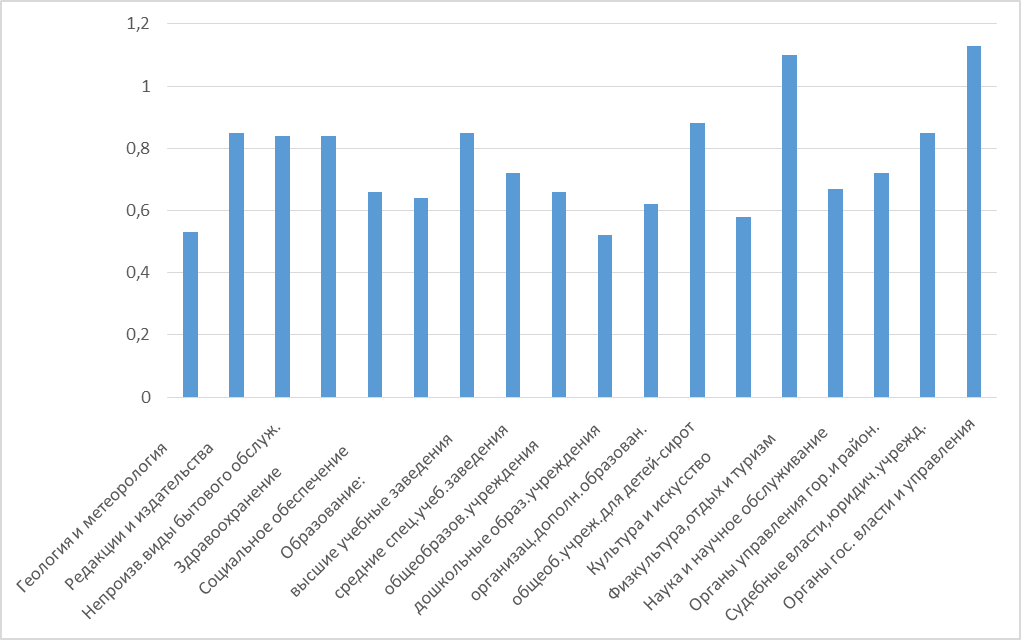 1,2
1
0,8
0,6
0,4
0,2
0
Геология и метеорология
Редакции и издательства
Непроизв.виды бытового обслуж.
Здравоохранение
Социальное обеспечение
Образование:
высшие учебные заведения
средние спец.учеб.заведения
общеобразов.учреждения
дошкольные образ.учреждения
организац.дополн.образован.
общеоб.учреж.для детей-сирот
Культура и искусство
Физкультура,отдых и туризм
Наука и научное обслуживание
Органы управления гор.и район.
Судебные власти,юридич.учрежд.
Органы гос. власти и управления